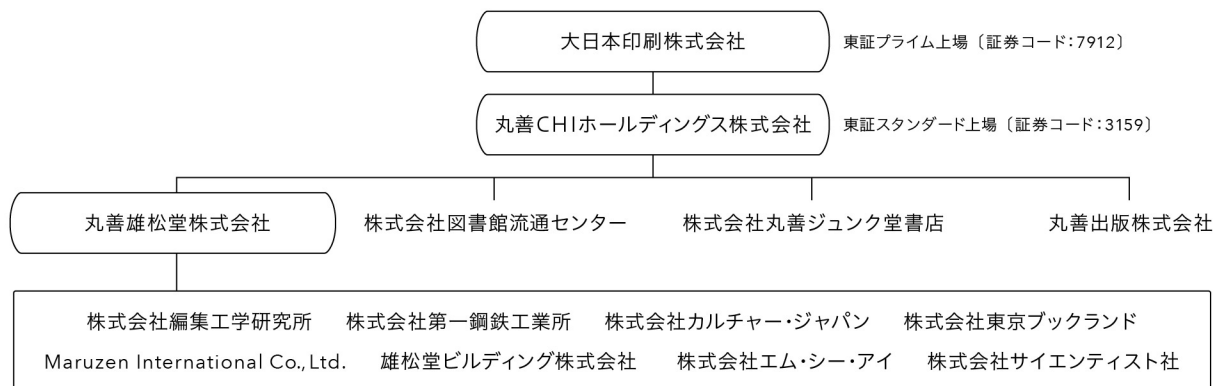 大日本印刷株式会社 東証プライム上場〔証券コード：7912〕
丸善CHIホールディングス株式会社 東証スタンダード上場〔証券コード：3159〕
丸善雄松堂株式会社 株式会社図書館流通センター 株式会社丸善ジュンク堂書店 丸善出版株式会社
株式会社編集工学研究所 株式会社第一鋼鉄工業所 株式会社カルチャー・ジャパン 株式会社東京ブックランド
Maruzen International Co., Ltd. 雄松堂ビルディング株式会社 株式会社エム・シー・アイ 株式会社サイエンティスト社